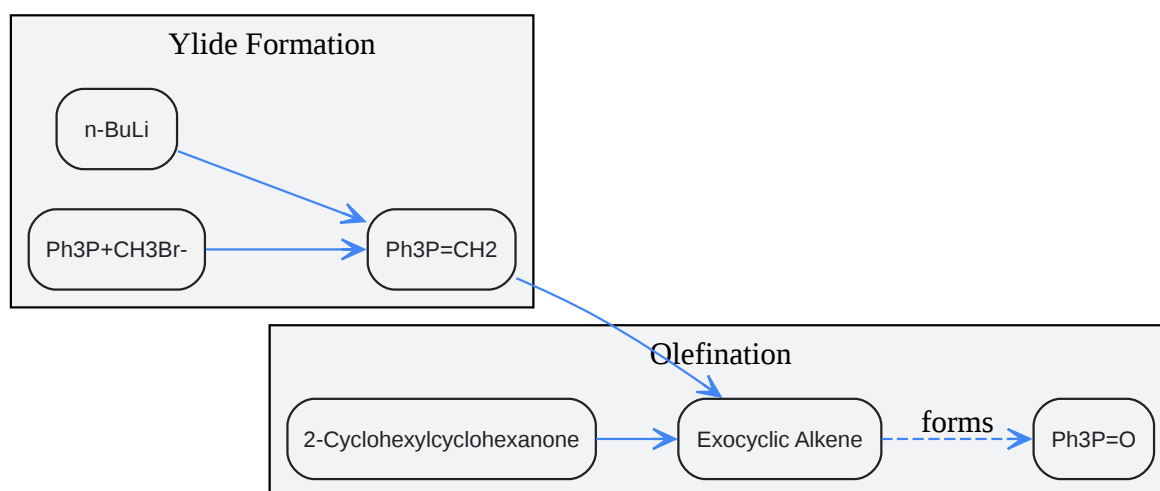 Ylide Formation
n-BuLi
Ph3P+CH3Br-
Ph3P=CH2
Olefination
2-Cyclohexylcyclohexanone
Exocyclic Alkene
forms
Ph3P=O